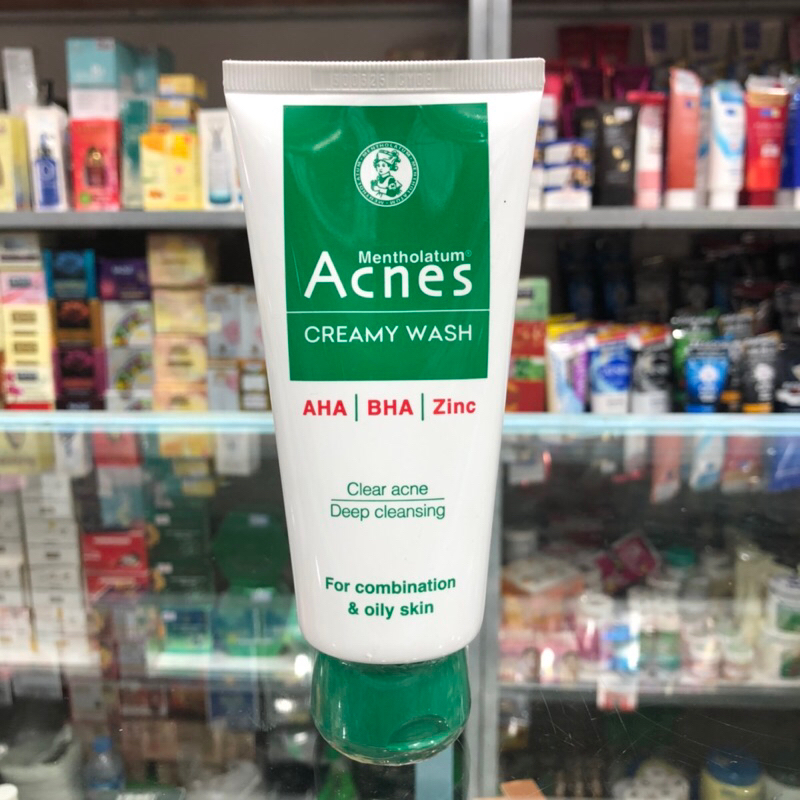 Mentholatum®
Acnes
CREAMY WASH
AHA | BHA | Zinc
Clear acne
Deep cleansing
For combination
& oily skin